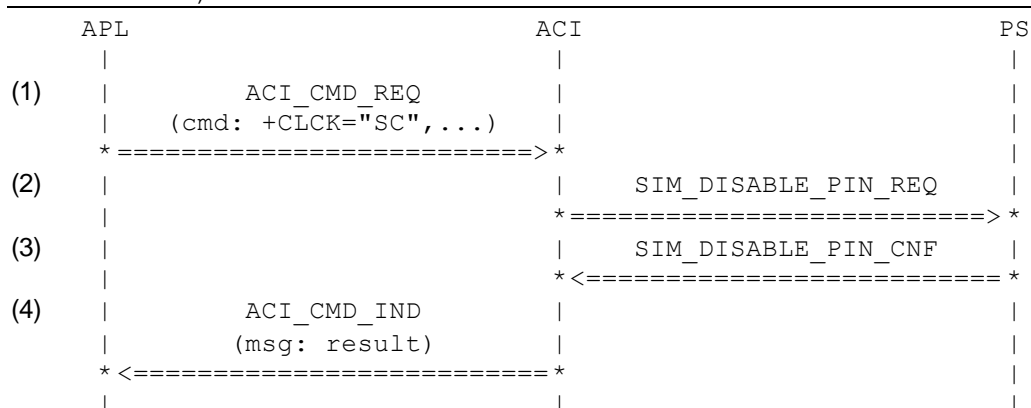 APL ACI PS
| | |
(1) | ACI_CMD_REQ |
| (cmd: +CLCK="SC",...) | |
*==========================>* |
(2) | | SIM_DISABLE_PIN_REQ |
| *==========================>*
(3) | | SIM_DISABLE_PIN_CNF |
| *<==========================*
(4) | ACI_CMD_IND | |
| (msg: result) | |
*<==========================* |
| | |